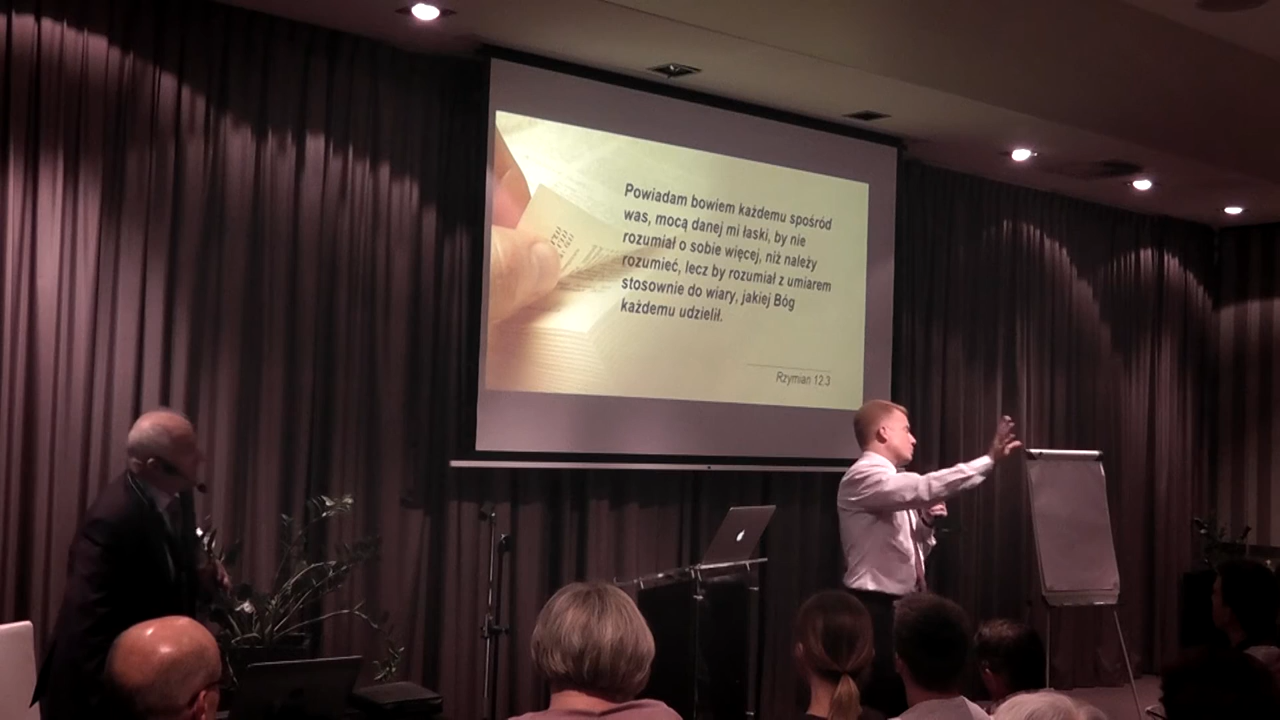 Powiadam bowiem każdemu spośród
was, mocą danej mi łaski, by nie
rozumiał o sobie więcej, niż należy
rozumieć, lecz by rozumiał z umiarem
stosownie do wiary, jakiej Bóg
każdemu udzielił.
Rzymian 12,3